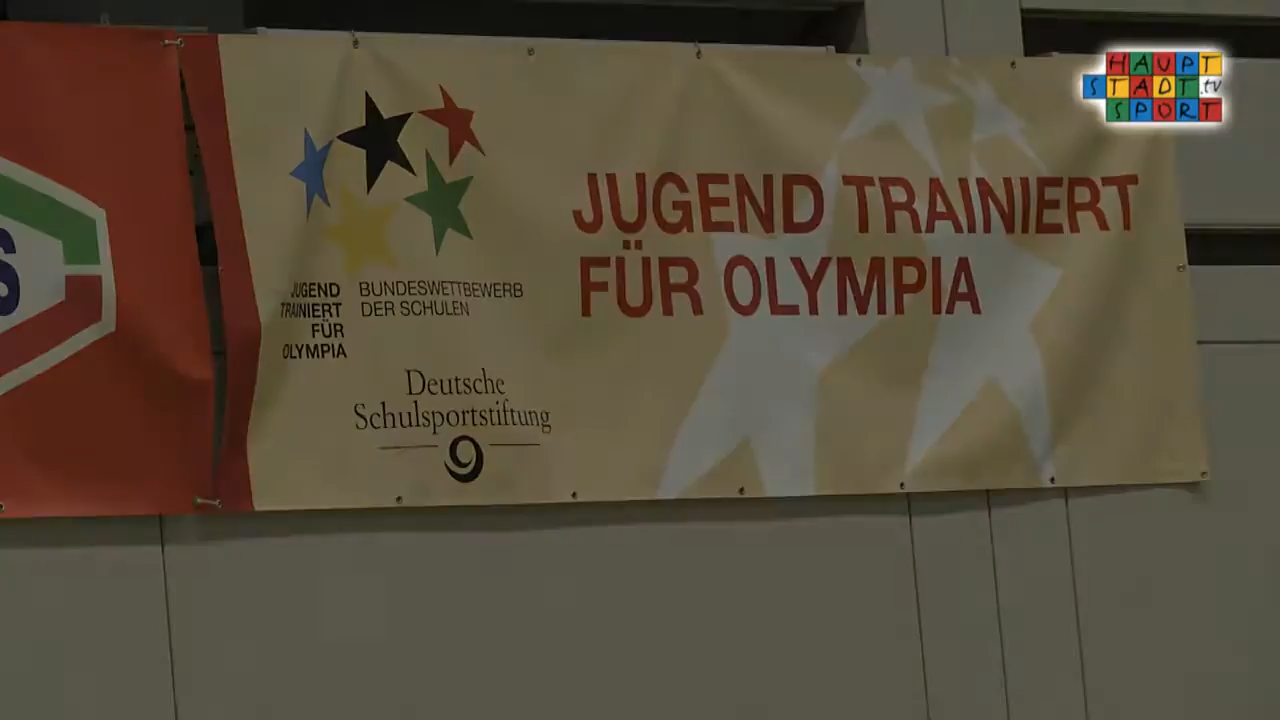 HAUPT
STADT.tv
SPORT
JUGEND TRAINIERT
FÜR OLYMPIA
JUGEND
TRAINIERT
FÜR
OLYMPIA
BUNDESWETTBEWERB
DER SCHULEN
Deutsche
Schulsportstiftung
S